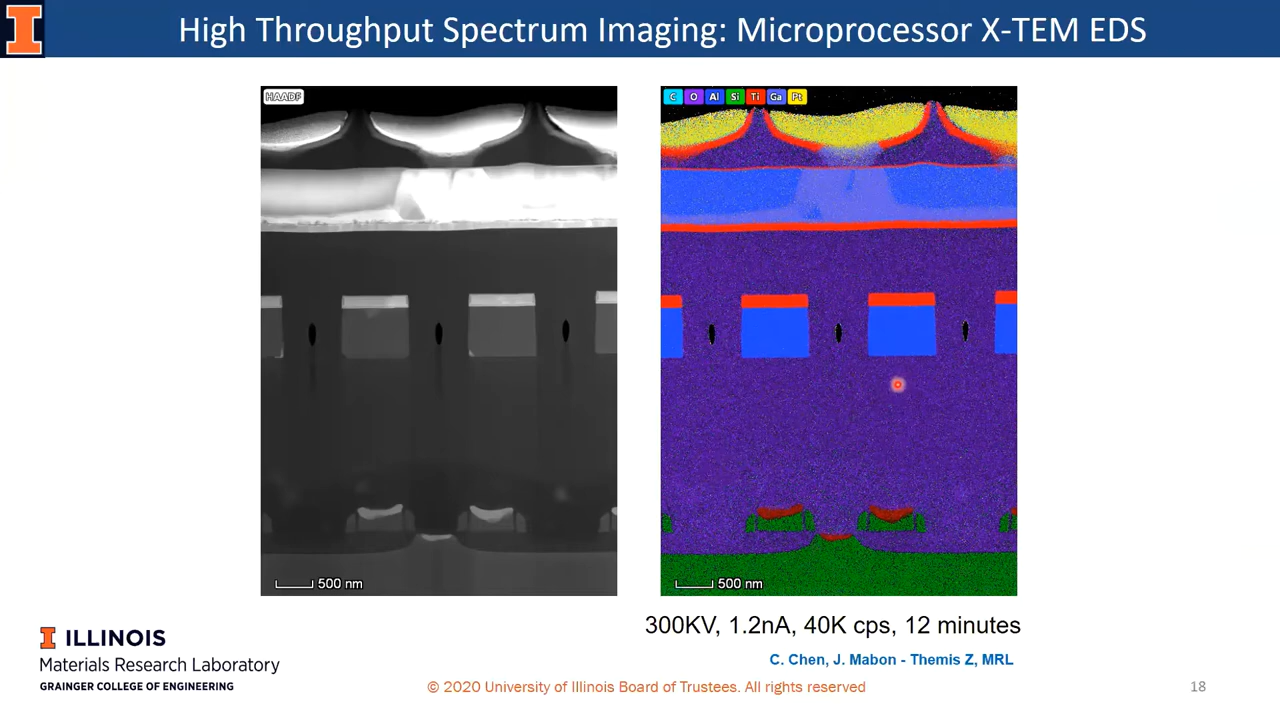 High Throughput Spectrum Imaging: Microprocessor X-TEM EDS
HAADF
C O Al Si Ti Ga Pt
500 nm
500 nm
300KV, 1.2nA, 40K cps, 12 minutes
C. Chen, J. Mabon - Themis Z, MRL
I ILLINOIS
Materials Research Laboratory
GRAINGER COLLEGE OF ENGINEERING
© 2020 University of Illinois Board of Trustees. All rights reserved
18